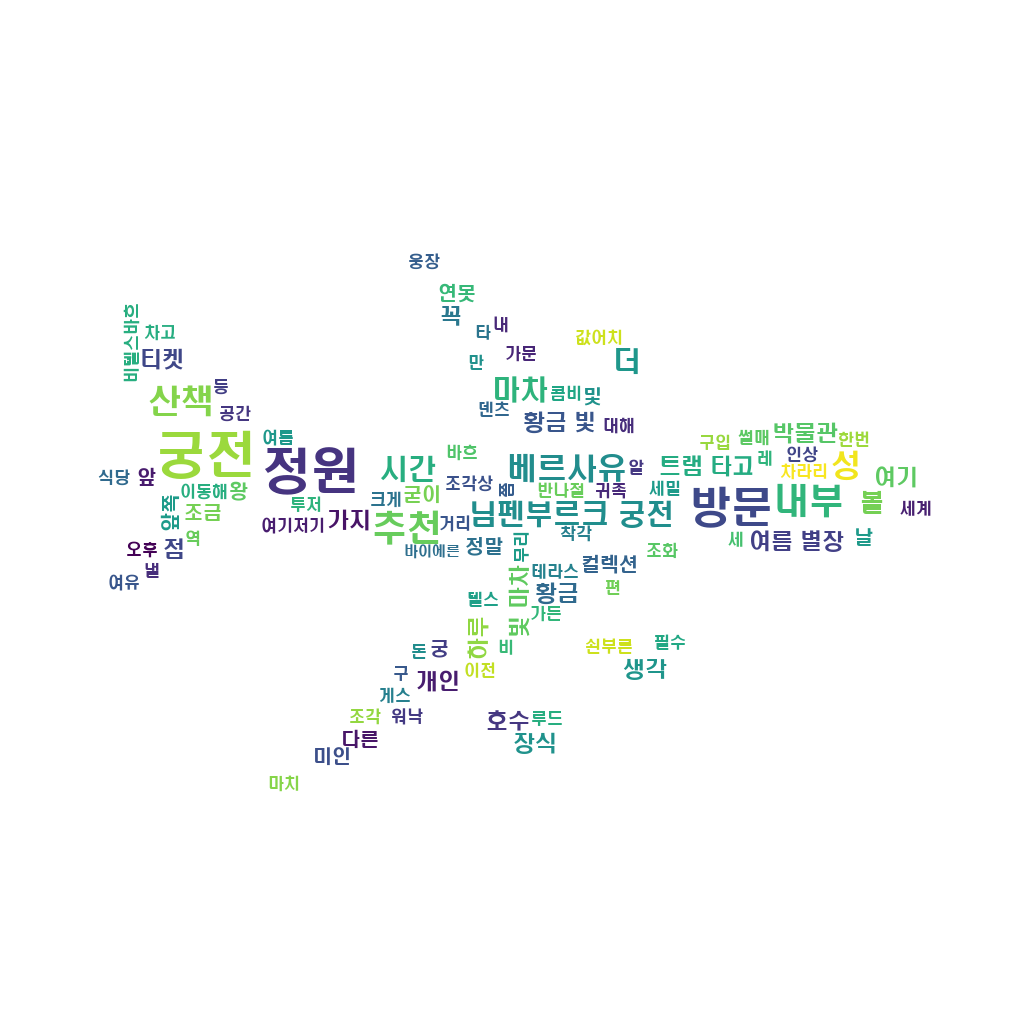 웅장
연못
꼭
타
내
만
가문
값어치
더
비텔스바흐
차고
티켓
마차
콤비
및
덴츠
황금 빛
대해
산책
등
공간
여름
궁전
정원
시간
바흐
베르사유
알
트램 타고
구입
썰매
박물관
한번
레
인상
차라리
성
여기
식당
앞
이동해
왕
앞쪽
조금
역
투저
여기저기
가지
크게
굳이
추천
거리
조각상
폼
반나절
귀족
세밀
님펜부르크 궁전
착각
방문
내부
볼
세계
오후
점
낼
여유
바이에른
정말
무리
테라스
컬렉션
조화
세
여름 별장
날
텔스
빛 마차
황금
가든
편
하루
비
돈
궁
이전
구
개인
게스
쇤부른
필수
생각
조각
워낙
호수
루드
다른
장식
미인
마치